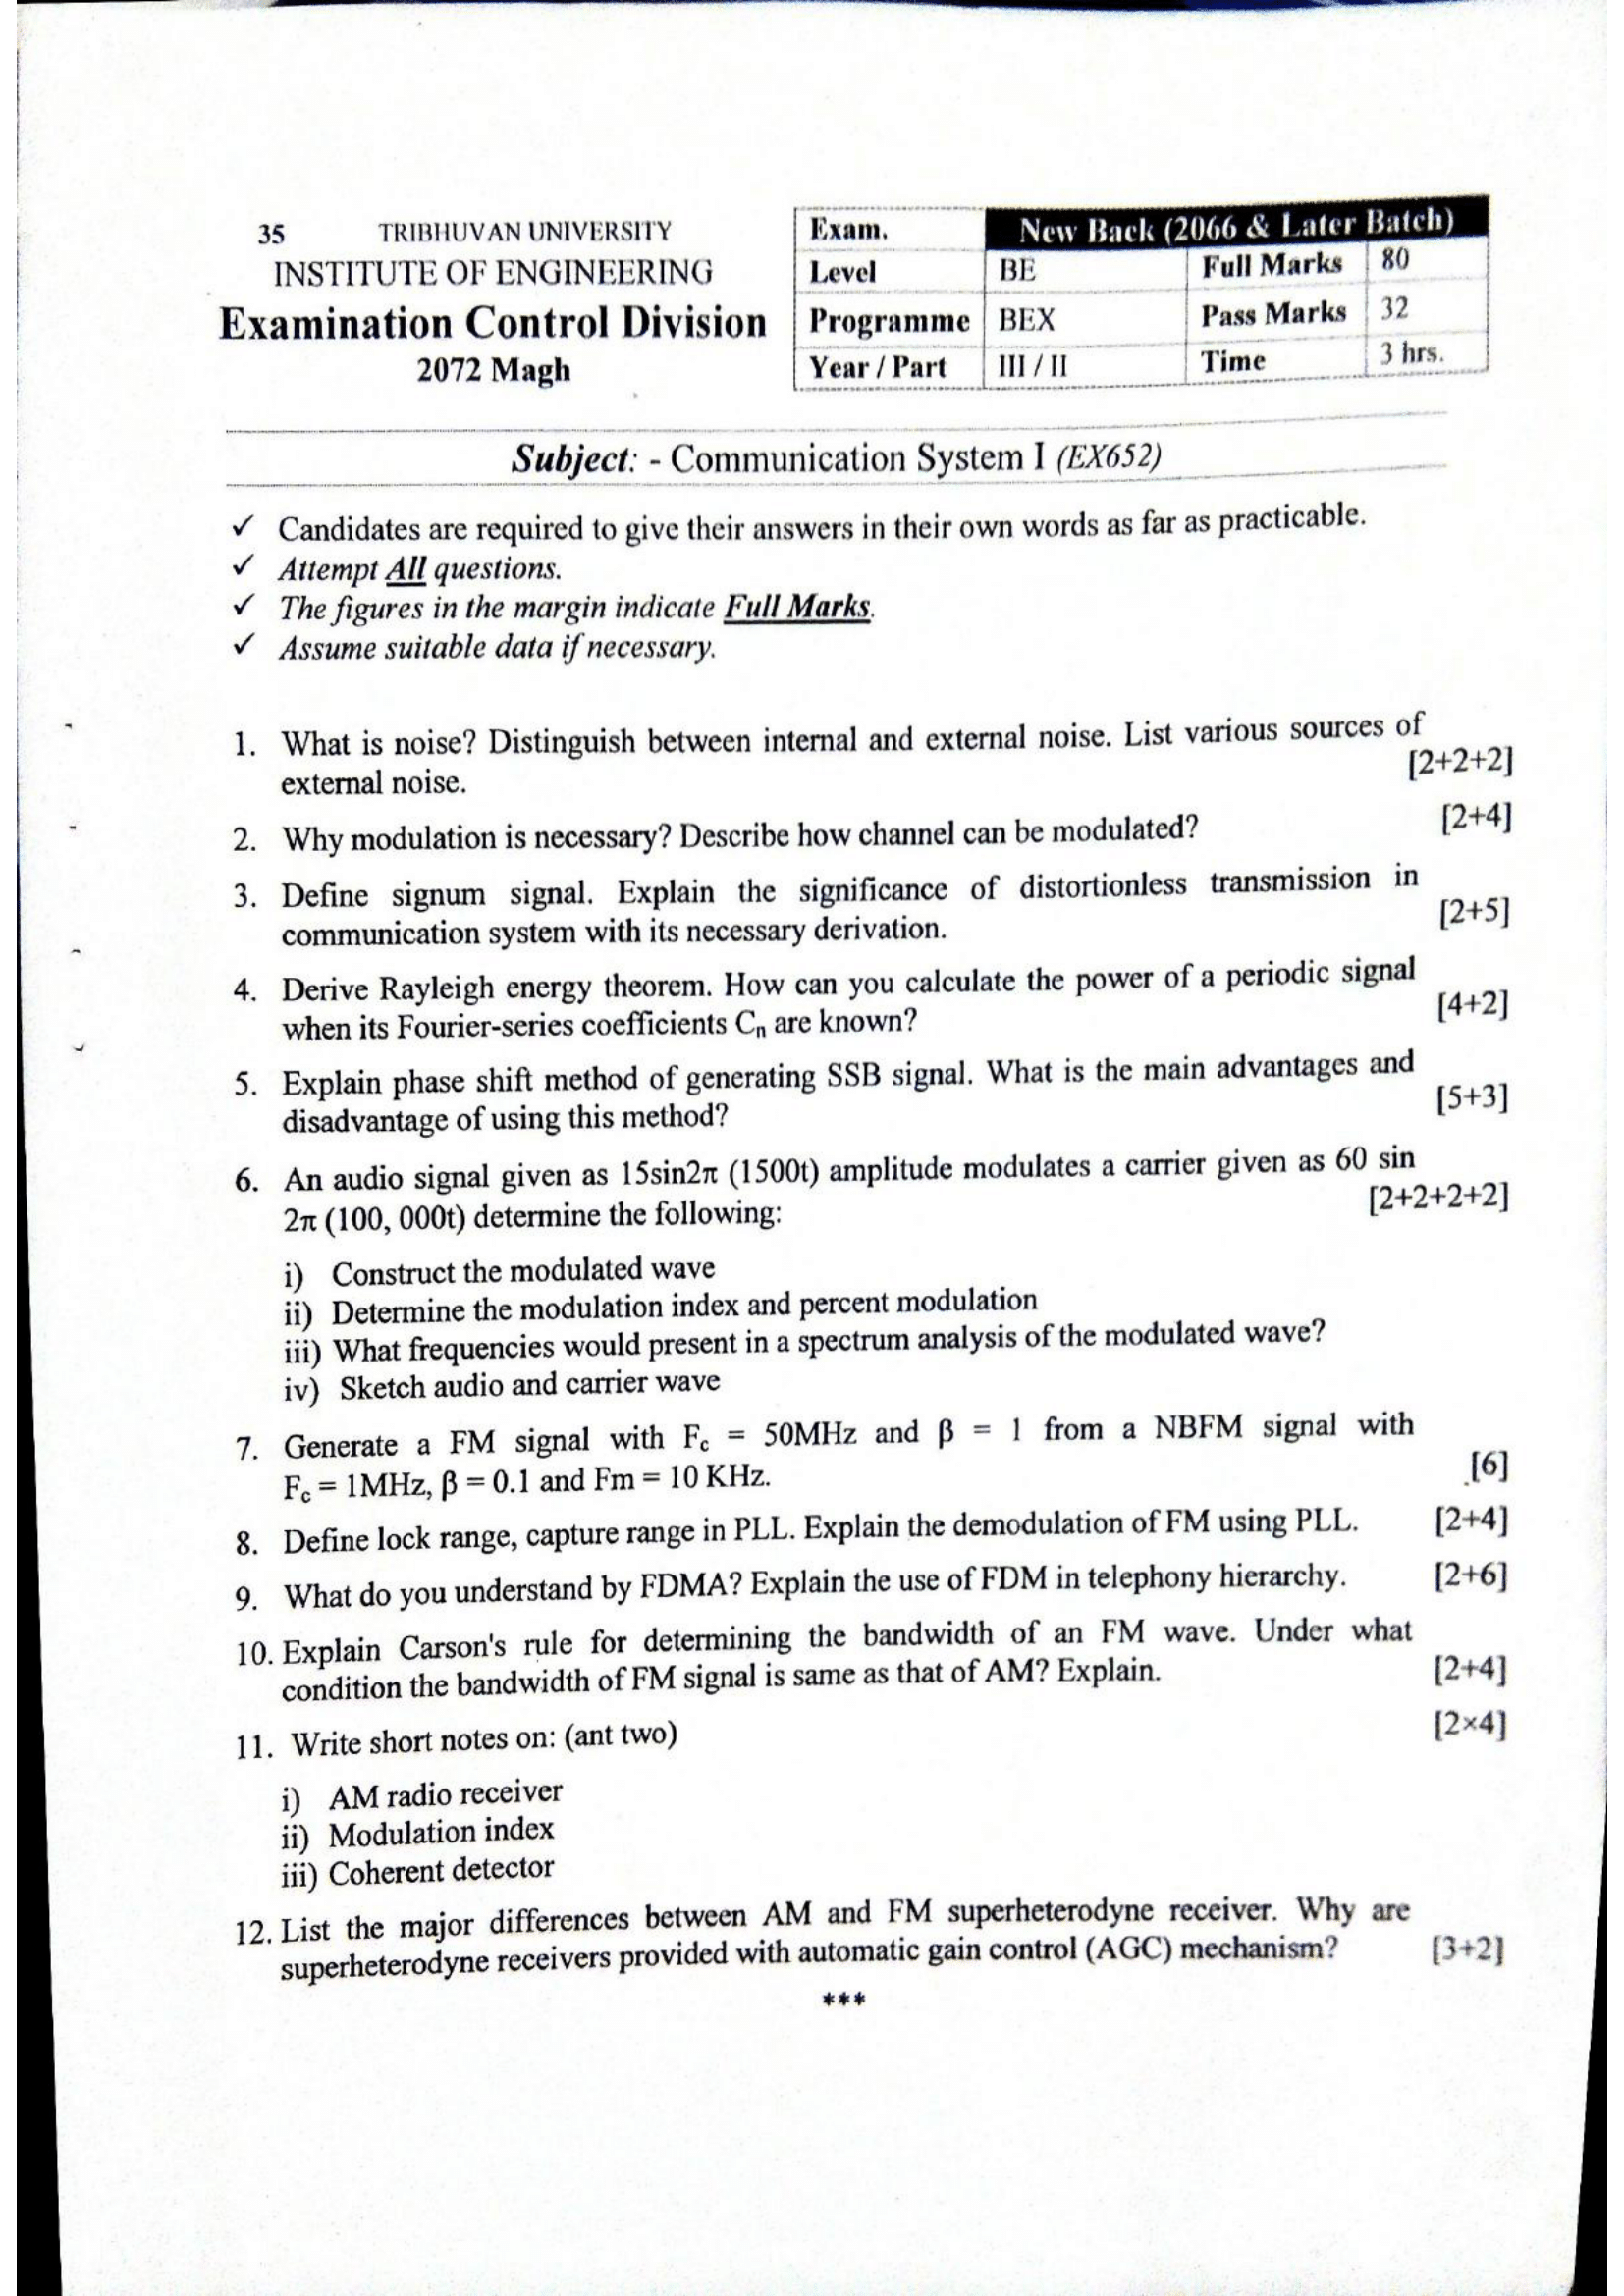 35 TRIBHUVAN UNIVERSITY
INSTITUTE OF ENGINEERING
Examination Control Division
2072 Magh
Exam. New Back (2066 & Later Batch)
Level BE Full Marks 80
Programme BEX Pass Marks 32
Year / Part III / II Time 3 hrs.
Subject: - Communication System I (EX652)
✓ Candidates are required to give their answers in their own words as far as practicable.
✓ Attempt All questions.
✓ The figures in the margin indicate Full Marks.
✓ Assume suitable data if necessary.
1. What is noise? Distinguish between internal and external noise. List various sources of
external noise. [2+2+2]
2. Why modulation is necessary? Describe how channel can be modulated? [2+4]
3. Define signum signal. Explain the significance of distortionless transmission in
communication system with its necessary derivation. [2+5]
4. Derive Rayleigh energy theorem. How can you calculate the power of a periodic signal
when its Fourier-series coefficients Cₙ are known? [4+2]
5. Explain phase shift method of generating SSB signal. What is the main advantages and
disadvantage of using this method? [5+3]
6. An audio signal given as 15sin2π (1500t) amplitude modulates a carrier given as 60 sin
2π (100, 000t) determine the following: [2+2+2+2]
i) Construct the modulated wave
ii) Determine the modulation index and percent modulation
iii) What frequencies would present in a spectrum analysis of the modulated wave?
iv) Sketch audio and carrier wave
7. Generate a FM signal with F꜀ = 50MHz and β = 1 from a NBFM signal with
F꜀ = 1MHz, β = 0.1 and Fm = 10 KHz. [6]
8. Define lock range, capture range in PLL. Explain the demodulation of FM using PLL. [2+4]
9. What do you understand by FDMA? Explain the use of FDM in telephony hierarchy. [2+6]
10. Explain Carson's rule for determining the bandwidth of an FM wave. Under what
condition the bandwidth of FM signal is same as that of AM? Explain. [2+4]
11. Write short notes on: (ant two) [2×4]
i) AM radio receiver
ii) Modulation index
iii) Coherent detector
12. List the major differences between AM and FM superheterodyne receiver. Why are
superheterodyne receivers provided with automatic gain control (AGC) mechanism? [3+2]
***